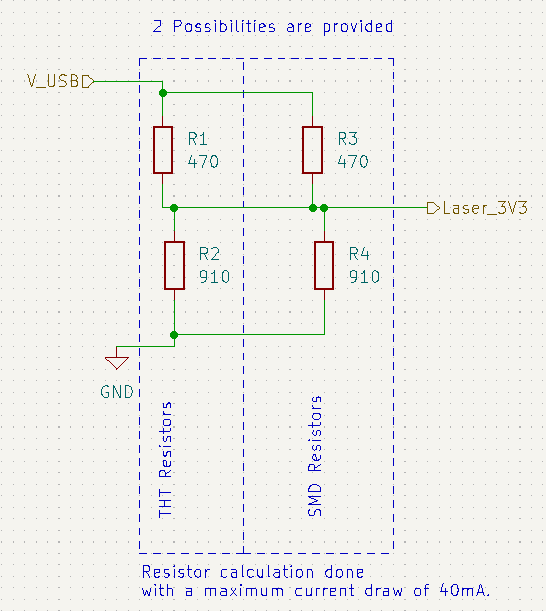 2 Possibilities are provided
V_USB
R1
470
R3
470
Laser_3V3
R2
910
R4
910
GND
THT Resistors
SMD Resistors
Resistor calculation done
with a maximum current draw of 40mA.